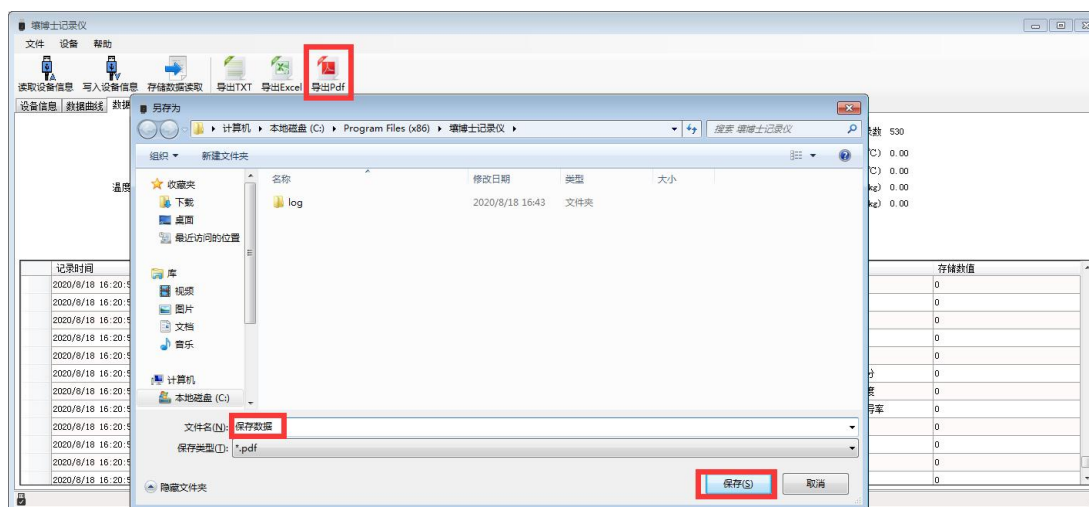 壤博士记录仪
文件 设备 帮助
读取设备信息 写入设备信息 存储数据读取 导出TXT 导出Excel 导出Pdf
设备信息 数据曲线 数据
另存为
计算机 本地磁盘 (C:) Program Files (x86) 壤博士记录仪
搜索 壤博士记录仪
530
组织 新建文件夹
℃) 0.00
℃) 0.00
温度
kg) 0.00
kg) 0.00
收藏夹
下载
桌面
最近访问的位置
库
视频
图片
文档
音乐
计算机
本地磁盘 (C:)
名称 修改日期 类型 大小
log 2020/8/18 16:43 文件夹
记录时间 存储数值
2020/8/18 16:20:5 0
2020/8/18 16:20:5 0
2020/8/18 16:20:5 0
2020/8/18 16:20:5 0
2020/8/18 16:20:5 0
2020/8/18 16:20:5 分 0
2020/8/18 16:20:5 度 0
2020/8/18 16:20:5 导率 0
2020/8/18 16:20:5 0
2020/8/18 16:20:5 0
2020/8/18 16:20:5 0
2020/8/18 16:20:5 0
文件名(N): 保存数据
保存类型(T): *.pdf
隐藏文件夹
保存(S) 取消